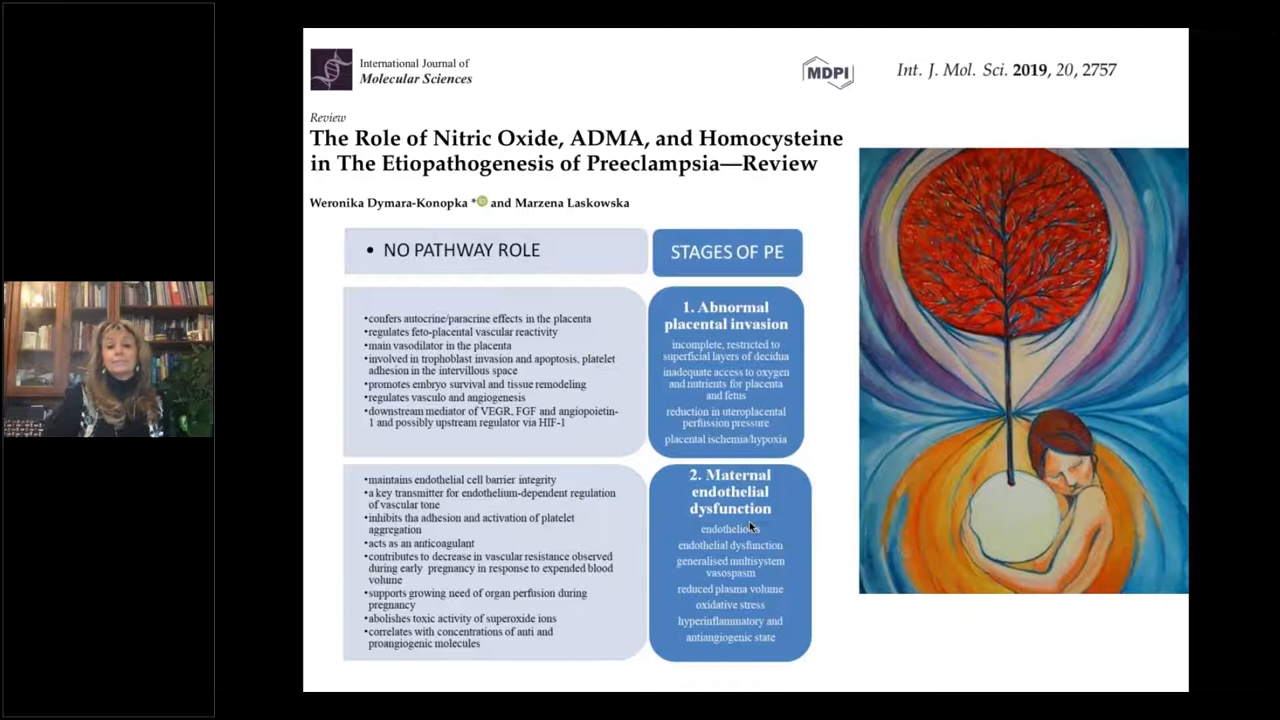 International Journal of
Molecular Sciences
MDPI
Int. J. Mol. Sci. 2019, 20, 2757
Review
The Role of Nitric Oxide, ADMA, and Homocysteine
in The Etiopathogenesis of Preeclampsia—Review
Weronika Dymara-Konopka * and Marzena Laskowska
• NO PATHWAY ROLE
STAGES OF PE
•confers autocrine/paracrine effects in the placenta
•regulates feto-placental vascular reactivity
•main vasodilator in the placenta
•involved in trophoblast invasion and apoptosis, platelet
adhesion in the intervillous space
•promotes embryo survival and tissue remodeling
•regulates vasculo and angiogenesis
•downstream mediator of VEGR, FGF and angiopoietin-
1 and possibly upstream regulator via HIF-1
1. Abnormal
placental invasion
incomplete, restricted to
superficial layers of decidua
inadequate access to oxygen
and nutrients for placenta
and fetus
reduction in uteroplacental
perfussion pressure
placental ischemia/hypoxia
•maintains endothelial cell barrier integrity
•a key transmitter for endothelium-dependent regulation
of vascular tone
•inhibits tha adhesion and activation of platelet
aggregation
•acts as an anticoagulant
•contributes to decrease in vascular resistance observed
during early pregnancy in response to expended blood
volume
•supports growing need of organ perfusion during
pregnancy
•abolishes toxic activity of superoxide ions
•correlates with concentrations of anti and
proangiogenic molecules
2. Maternal
endothelial
dysfunction
endothelial dysfunction
generalised multisystem
vasospasm
reduced plasma volume
oxidative stress
hyperinflammatory and
antiangiogenic state